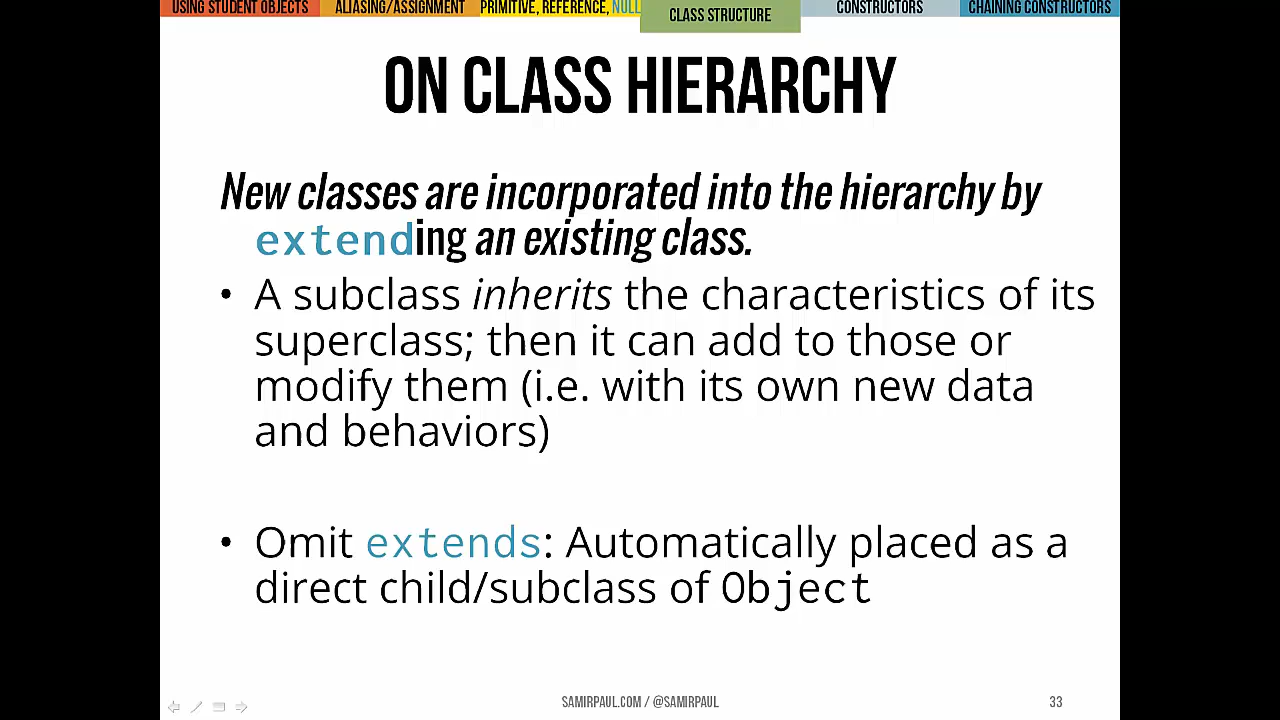 USING STUDENT OBJECTS ALIASING/ASSIGNMENT PRIMITIVE, REFERENCE, NULL CLASS STRUCTURE CONSTRUCTORS CHAINING CONSTRUCTORS
ON CLASS HIERARCHY
New classes are incorporated into the hierarchy by
extending an existing class.
• A subclass inherits the characteristics of its
superclass; then it can add to those or
modify them (i.e. with its own new data
and behaviors)
• Omit extends: Automatically placed as a
direct child/subclass of Object
SAMIRPAUL.COM / @SAMIRPAUL 33